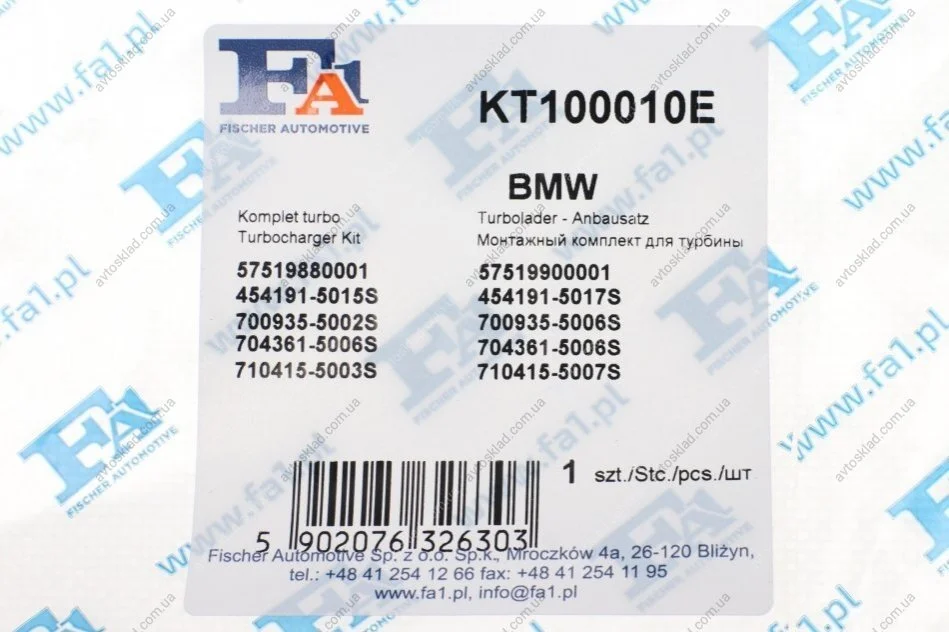 FA1
FISCHER AUTOMOTIVE
KT100010E
BMW
Komplet turbo
Turbocharger Kit
Turbolader - Anbausatz
Монтажный комплект для турбины
57519880001
454191-5015S
700935-5002S
704361-5006S
710415-5003S
57519900001
454191-5017S
700935-5006S
704361-5006S
710415-5007S
1 szt./Stc./pcs./шт
5 902076 326303
Fischer Automotive Sp. z o.o. Sp.k., Mroczków 4a, 26-120 Bliżyn,
tel.: +48 41 254 12 66 fax: +48 41 254 11 95
www.fa1.pl, info@fa1.pl
www.fa1.pl
avtosklad.com.ua